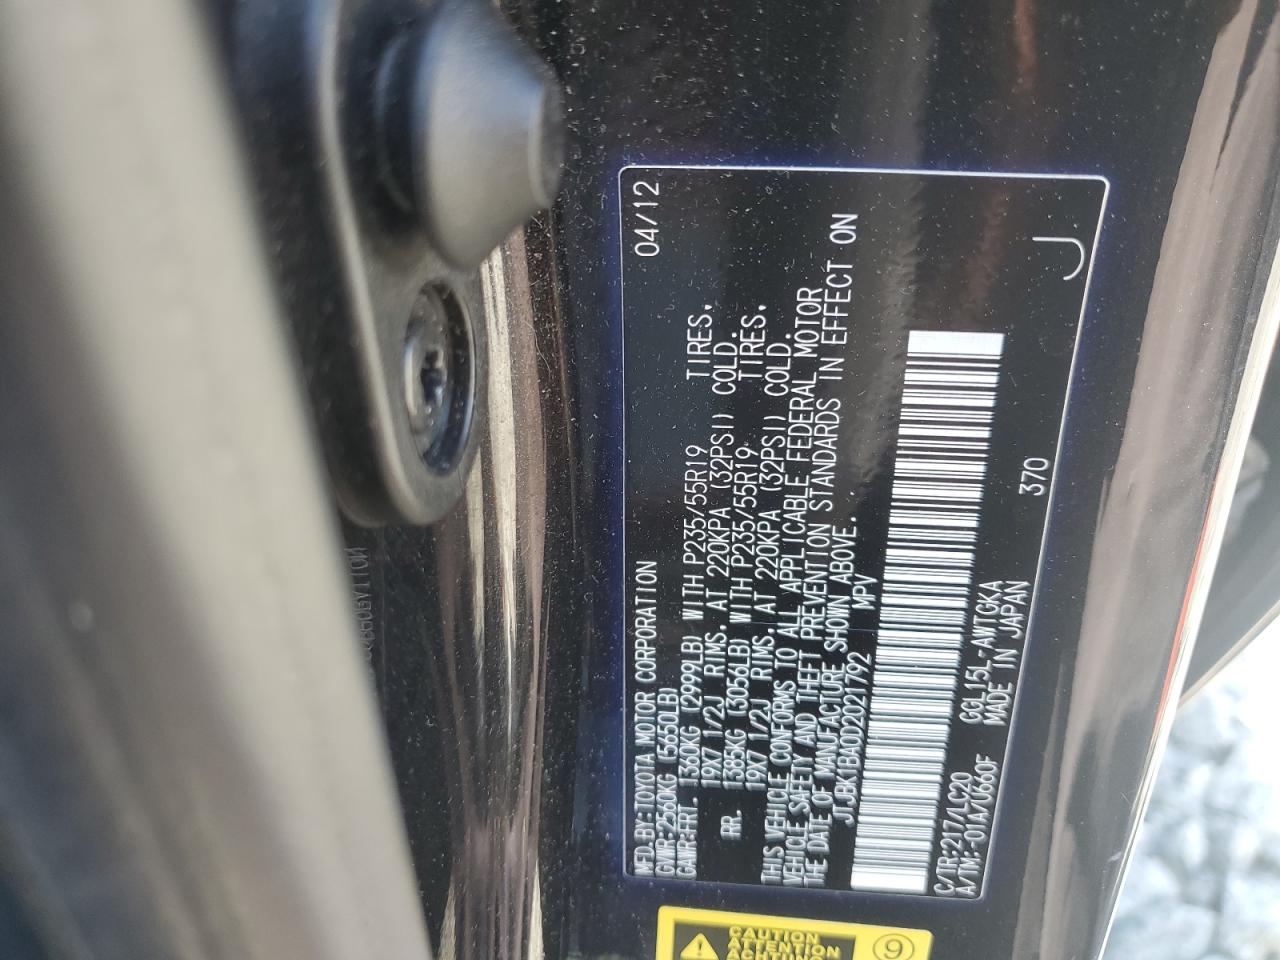 MFD.BY:TOYOTA MOTOR CORPORATION 04/12
GVWR:2560KG (5650LB)
GAWR:FRT. 1360KG (2999LB) WITH P235/55R19 TIRES,
19X7 1/2J RIMS, AT 220KPA (32PSI) COLD.
RR. 1385KG (3056LB) WITH P235/55R19 TIRES,
19X7 1/2J RIMS, AT 220KPA (32PSI) COLD.
THIS VEHICLE CONFORMS TO ALL APPLICABLE FEDERAL MOTOR
VEHICLE SAFETY AND THEFT PREVENTION STANDARDS IN EFFECT ON
THE DATE OF MANUFACTURE SHOWN ABOVE.
JTJBK1BA0D2021792 MPV
C/TR:217/LC20 GGL15L-AWTGKA
A/TM:-01A/U660F MADE IN JAPAN 370
J
CAUTION
ATTENTION
ACHTUNG
9